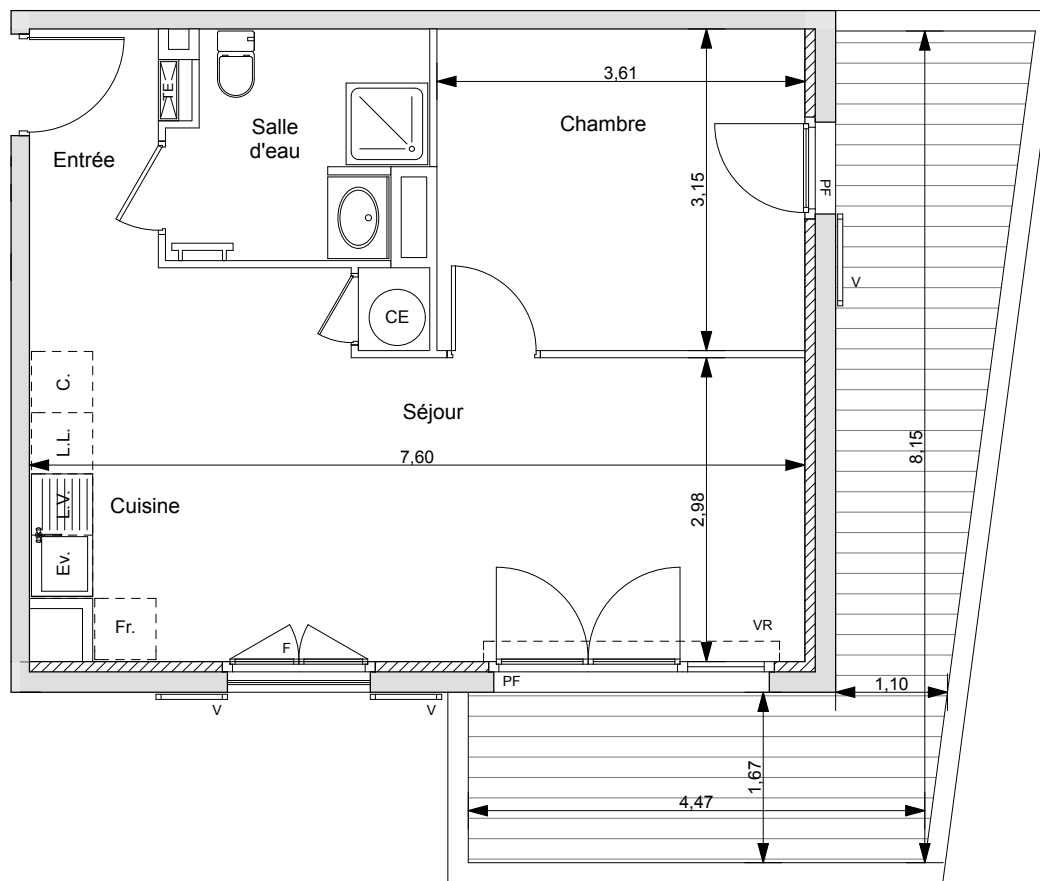 TE
Entrée
Salle
d'eau
3,61
Chambre
3,15
PF
V
CE
C.
L.L.
L.V.
Ev.
Fr.
Séjour
7,60
Cuisine
2,98
8,15
F
VR
PF
V
V
1,10
1,67
4,47